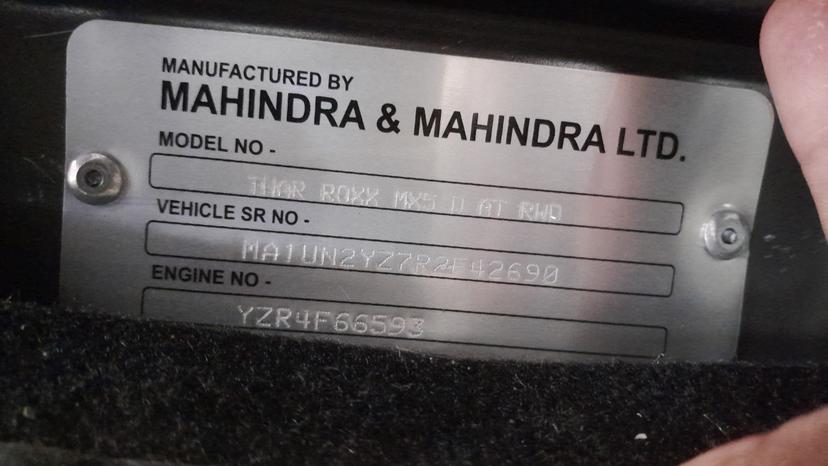 MANUFACTURED BY
MAHINDRA & MAHINDRA LTD.
MODEL NO -
THAR ROXX MX5 D AT RWD
VEHICLE SR NO -
MA1UN2YZ7R2F42690
ENGINE NO -
YZR4F66593